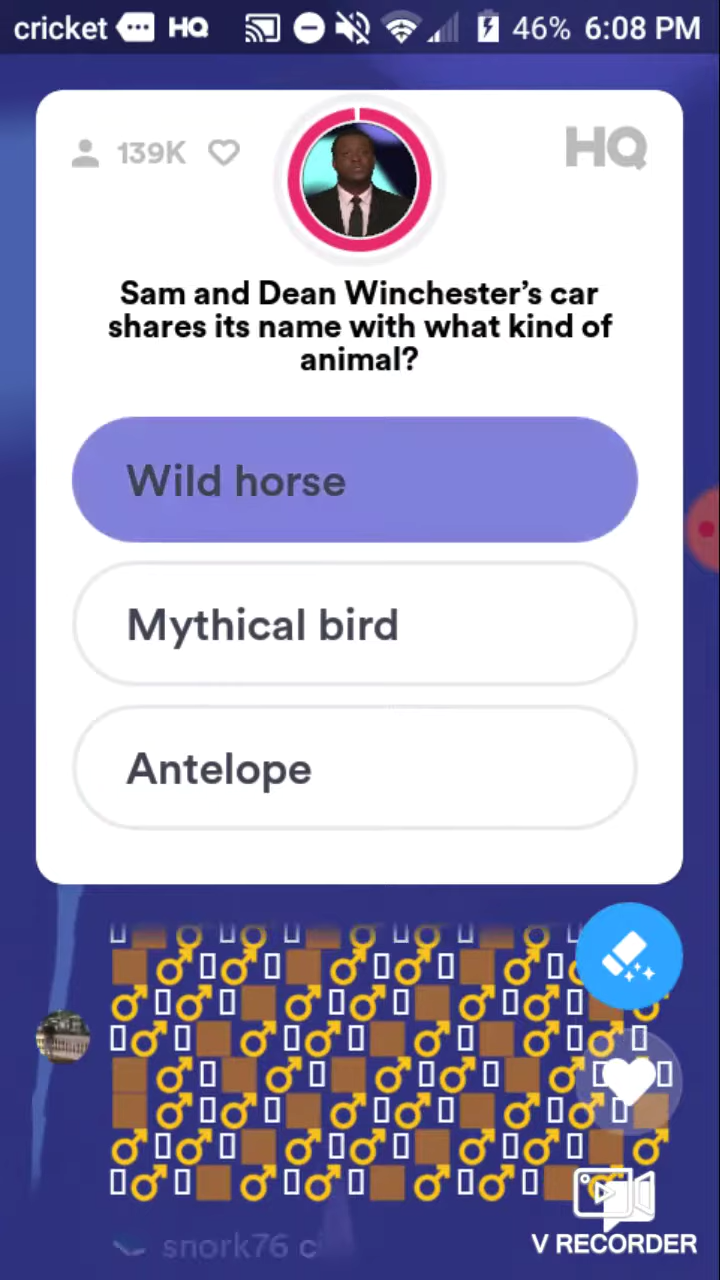 cricket HQ 46% 6:08 PM
139K HQ
Sam and Dean Winchester’s car
shares its name with what kind of
animal?
Wild horse
Mythical bird
Antelope
snork76
V RECORDER